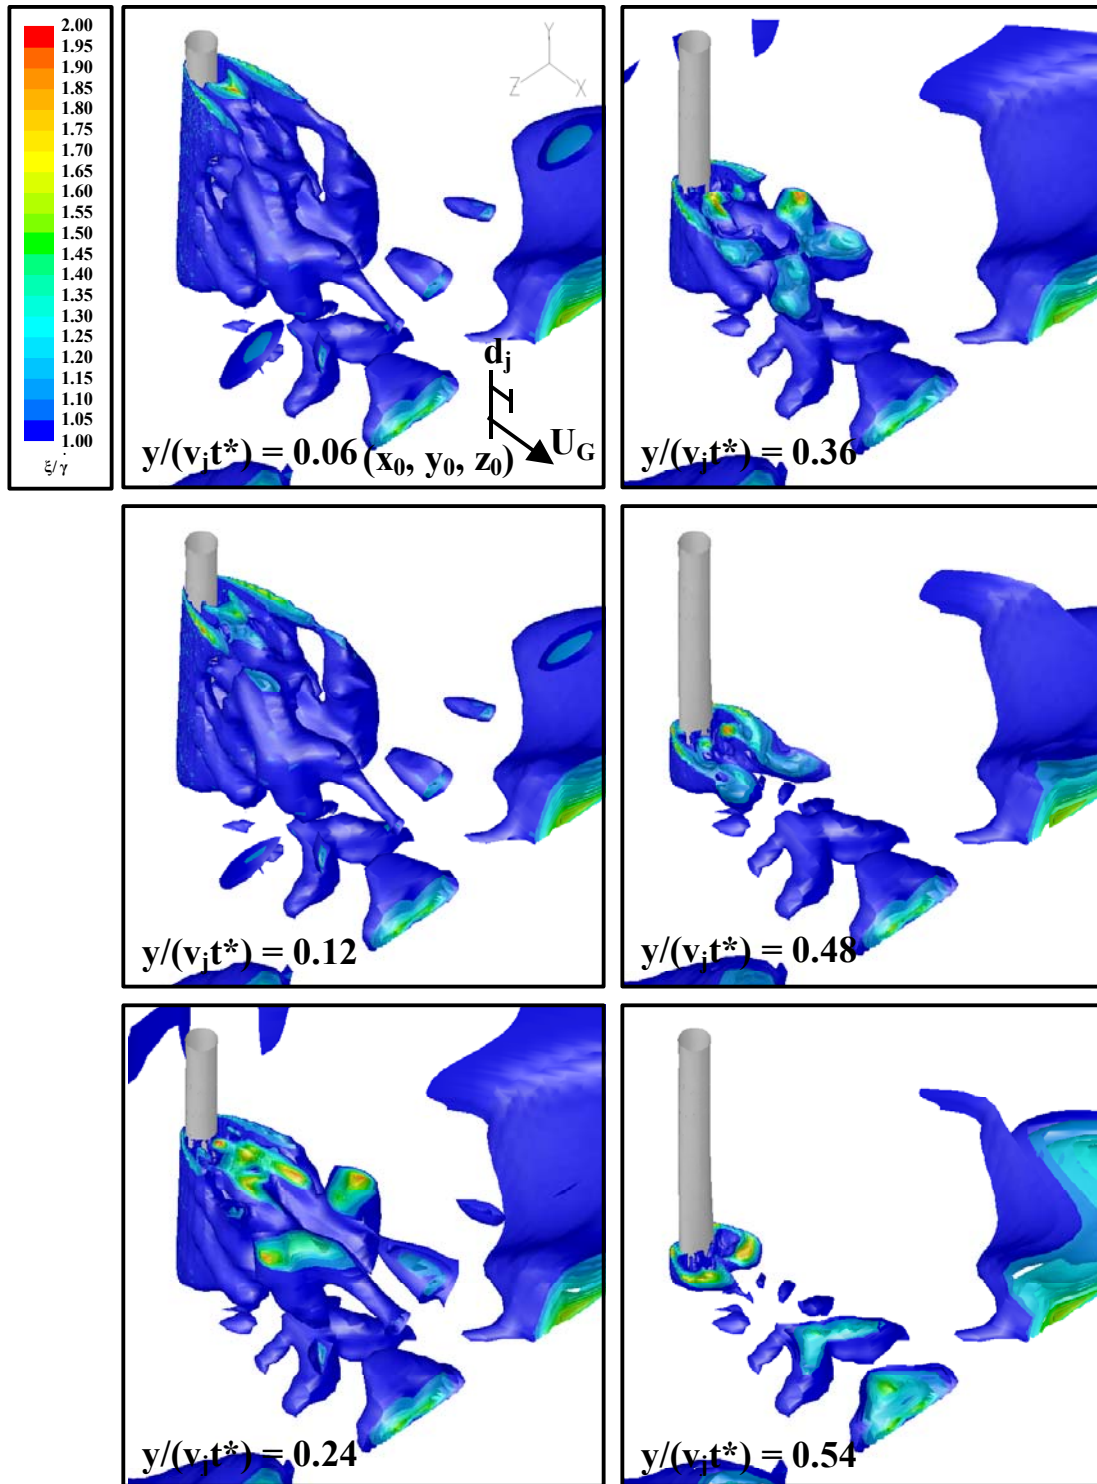 2.00
1.95
1.90
1.85
1.80
1.75
1.70
1.65
1.60
1.55
1.50
1.45
1.40
1.35
1.30
1.25
1.20
1.15
1.10
1.05
1.00
ξ/γ̇
Y
Z
X
dⱼ
U_G
y/(vⱼt*) = 0.06 (x₀, y₀, z₀)
y/(vⱼt*) = 0.36
y/(vⱼt*) = 0.12
y/(vⱼt*) = 0.48
y/(vⱼt*) = 0.24
y/(vⱼt*) = 0.54